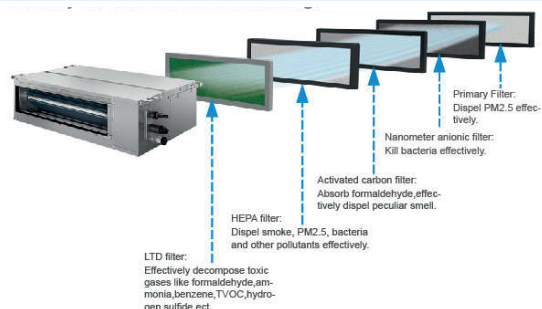 Primary Filter:
Dispel PM2.5 effec-
tively.
Nanometer anionic filter:
Kill bacteria effectively.
Activated carbon filter:
Absorb formaldehyde,effec-
tively dispel peculiar smell.
HEPA filter:
Dispel smoke, PM2.5, bacteria
and other pollutants effectively.
LTD filter:
Effectively decompose toxic
gases like formaldehyde,am-
monia,benzene,TVOC,hydro-
gen sulfide ect